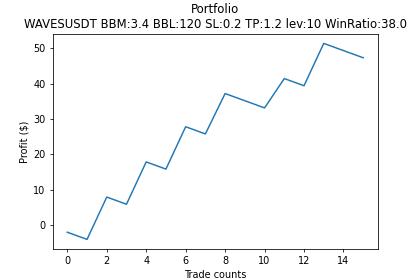 Portfolio
WAVESUSDT BBM:3.4 BBL:120 SL:0.2 TP:1.2 lev:10 WinRatio:38.0
50
40
30
20
10
0
Profit ($)
0 2 4 6 8 10 12 14
Trade counts